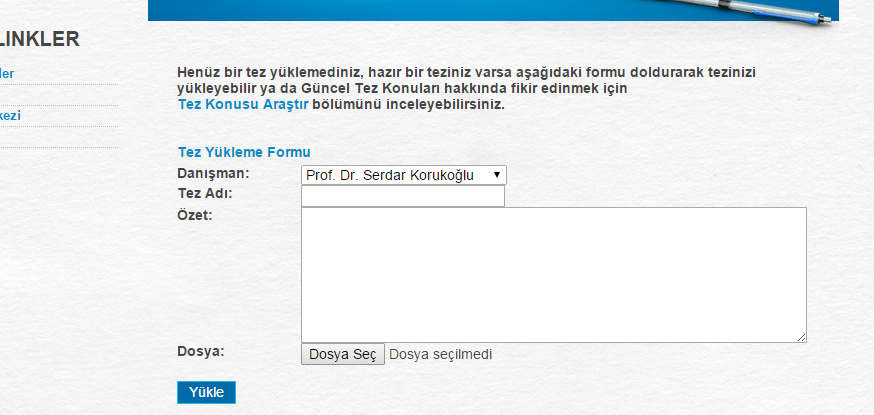 LINKLER
Henüz bir tez yüklemediniz, hazır bir teziniz varsa aşağıdaki formu doldurarak tezinizi
yükleyebilir ya da Güncel Tez Konuları hakkında fikir edinmek için
Tez Konusu Araştır bölümünü inceleyebilirsiniz.
Tez Yükleme Formu
Danışman: Prof. Dr. Serdar Korukoğlu
Tez Adı:
Özet:
Dosya: Dosya Seç Dosya seçilmedi
Yükle